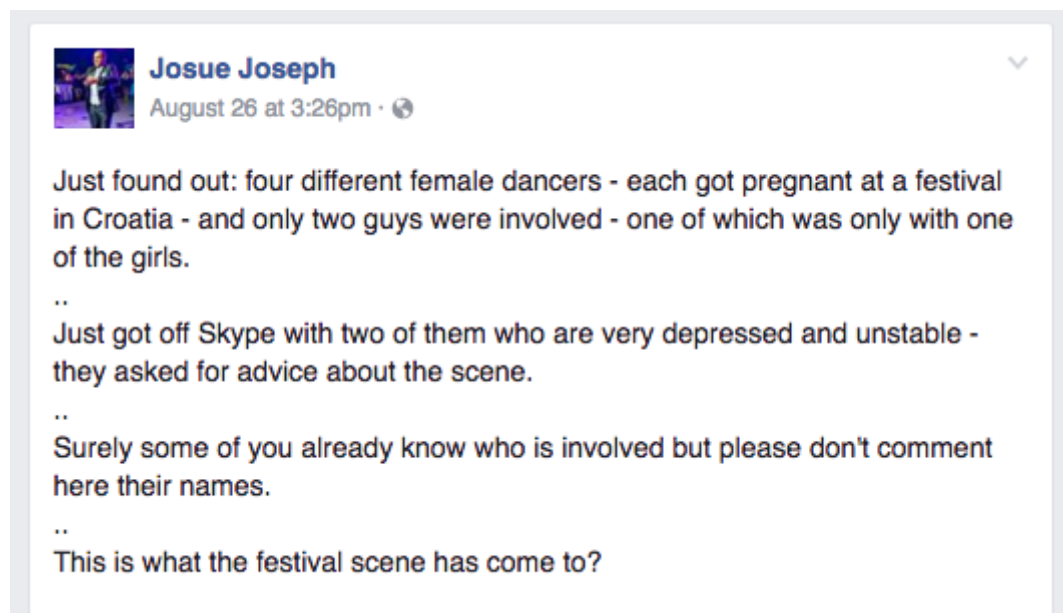 Josue Joseph
August 26 at 3:26pm ·
Just found out: four different female dancers - each got pregnant at a festival
in Croatia - and only two guys were involved - one of which was only with one
of the girls.
..
Just got off Skype with two of them who are very depressed and unstable -
they asked for advice about the scene.
..
Surely some of you already know who is involved but please don't comment
here their names.
..
This is what the festival scene has come to?